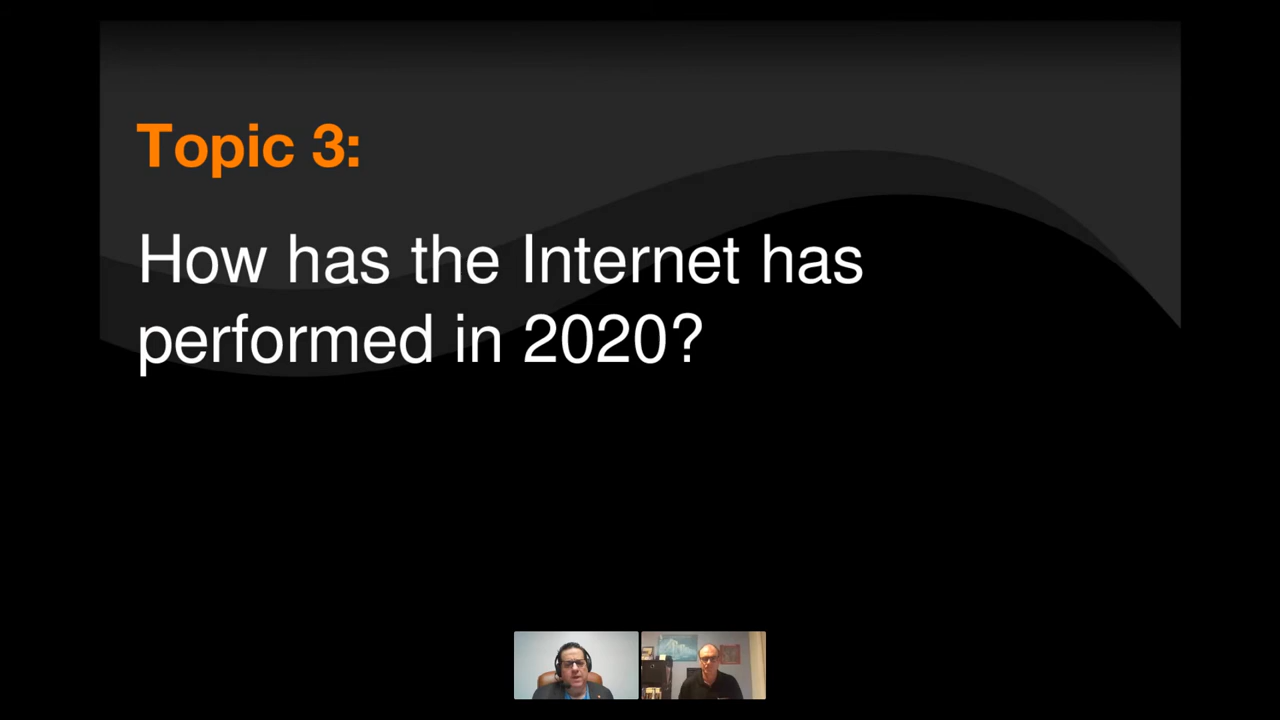 Topic 3:
How has the Internet has
performed in 2020?